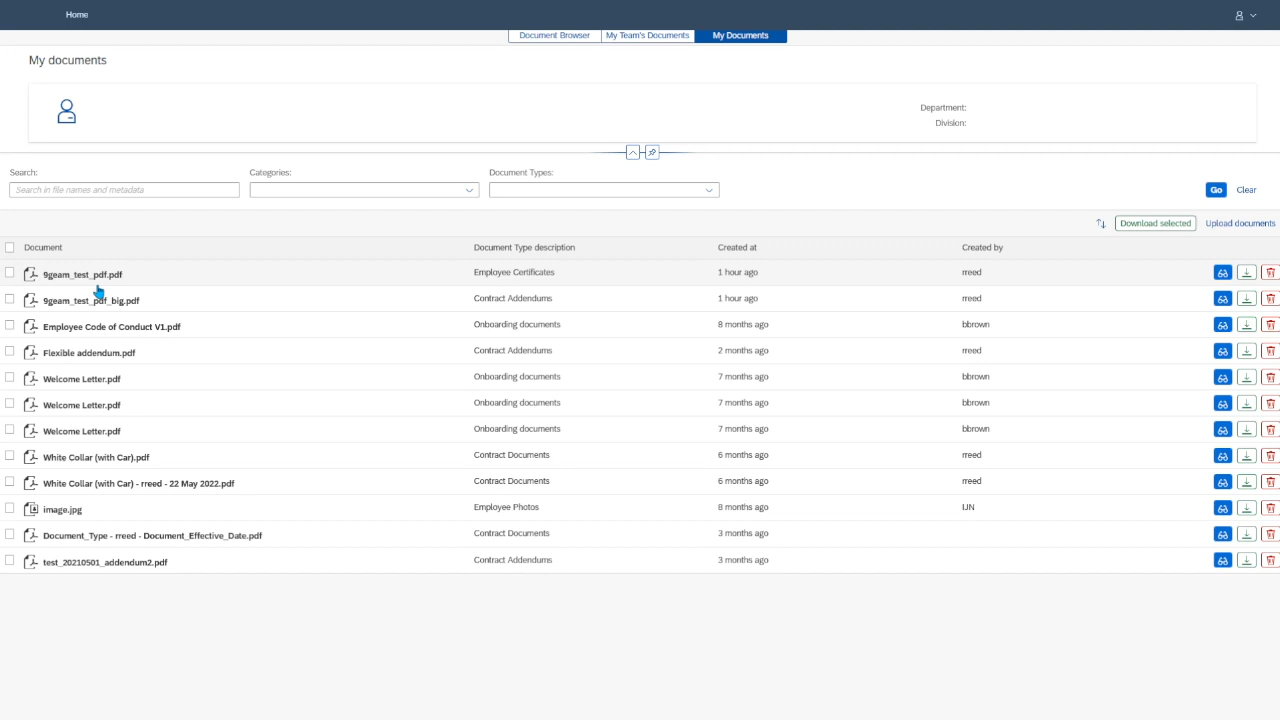 Home
Document Browser My Team's Documents My Documents
My documents
Department:
Division:
Search: Categories: Document Types:
Search in file names and metadata Go Clear
Download selected Upload documents
Document Document Type description Created at Created by
9geam_test_pdf.pdf Employee Certificates 1 hour ago rreed
9geam_test_pdf_big.pdf Contract Addendums 1 hour ago rreed
Employee Code of Conduct V1.pdf Onboarding documents 8 months ago bbrown
Flexible addendum.pdf Contract Addendums 2 months ago rreed
Welcome Letter.pdf Onboarding documents 7 months ago bbrown
Welcome Letter.pdf Onboarding documents 7 months ago bbrown
Welcome Letter.pdf Onboarding documents 7 months ago bbrown
White Collar (with Car).pdf Contract Documents 6 months ago rreed
White Collar (with Car) - rreed - 22 May 2022.pdf Contract Documents 6 months ago rreed
image.jpg Employee Photos 8 months ago IJN
Document_Type - rreed - Document_Effective_Date.pdf Contract Documents 3 months ago
test_20210501_addendum2.pdf Contract Addendums 3 months ago